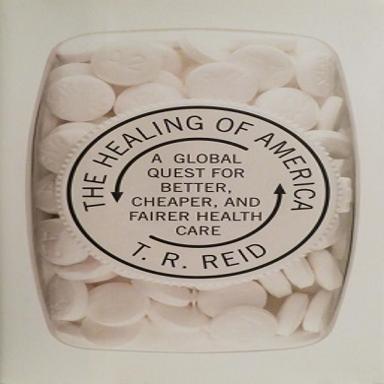 THE HEALING OF AMERICA
A GLOBAL
QUEST FOR
BETTER,
CHEAPER, AND
FAIRER HEALTH
CARE
T. R. REID